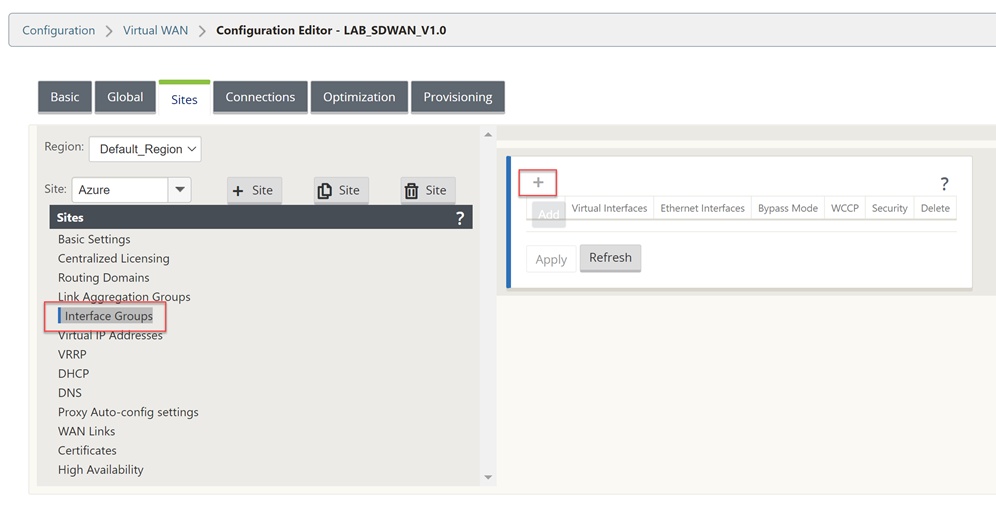 Configuration > Virtual WAN > Configuration Editor - LAB_SDWAN_V1.0
Basic Global Sites Connections Optimization Provisioning
Region: Default_Region
Site: Azure + Site Site Site
Sites ?
Basic Settings
Centralized Licensing
Routing Domains
Link Aggregation Groups
Interface Groups
Virtual IP Addresses
VRRP
DHCP
DNS
Proxy Auto-config settings
WAN Links
Certificates
High Availability
+ ?
Add Virtual Interfaces Ethernet Interfaces Bypass Mode WCCP Security Delete
Apply Refresh